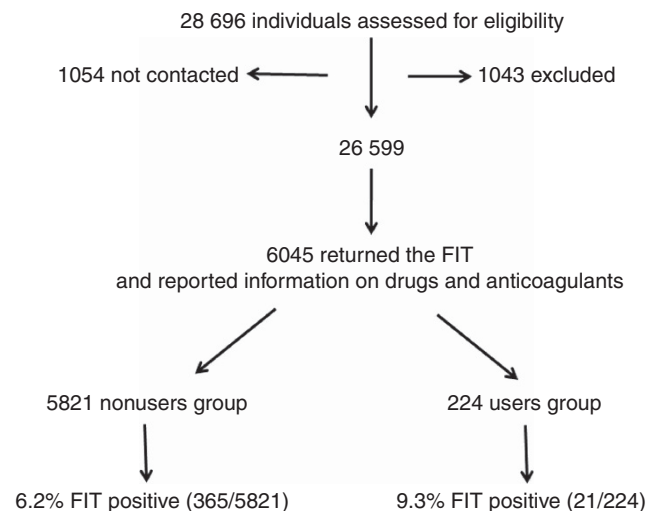 28 696 individuals assessed for eligibility
1054 not contacted
1043 excluded
26 599
6045 returned the FIT
and reported information on drugs and anticoagulants
5821 nonusers group
224 users group
6.2% FIT positive (365/5821)
9.3% FIT positive (21/224)